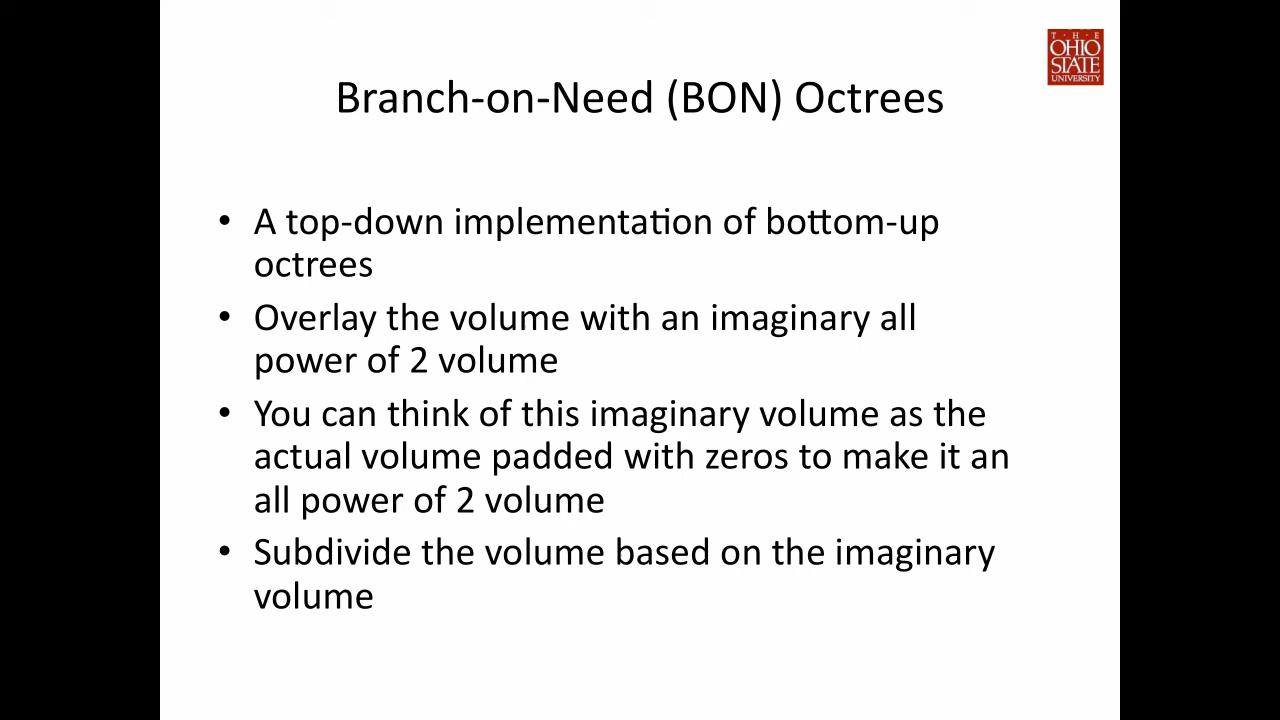 T · H · E
OHIO
STATE
UNIVERSITY
Branch-on-Need (BON) Octrees
• A top-down implementation of bottom-up
octrees
• Overlay the volume with an imaginary all
power of 2 volume
• You can think of this imaginary volume as the
actual volume padded with zeros to make it an
all power of 2 volume
• Subdivide the volume based on the imaginary
volume